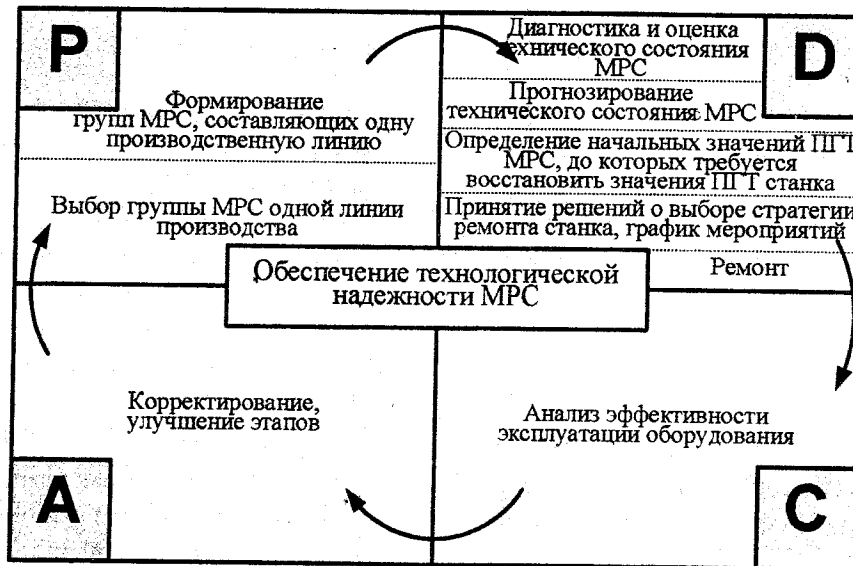 P
Формирование
групп МРС, составляющих одну
производственную линию
Выбор группы МРС одной линии
производства
Диагностика и оценка
технического состояния
МРС
D
Прогнозирование
технического состояния МРС
Определение начальных значений ПГТ
МРС, до которых требуется
восстановить значения ПГТ станка
Принятие решений о выборе стратегии
ремонта станка, график мероприятий
Ремонт
Обеспечение технологической
надежности МРС
Корректирование,
улучшение этапов
A
Анализ эффективности
эксплуатации оборудования
C